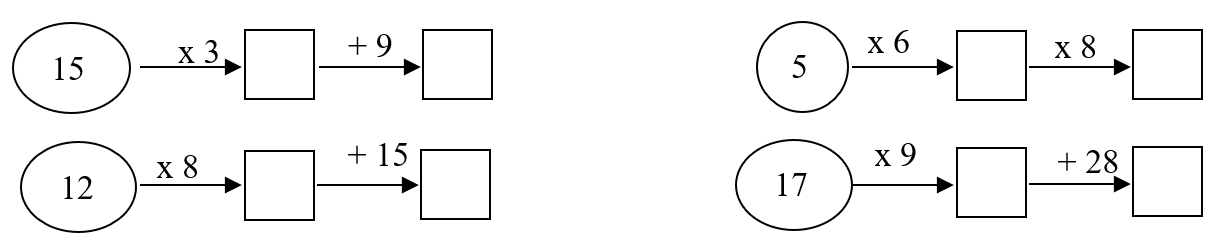 15 x 3 + 9 5 x 6 x 8
12 x 8 + 15 17 x 9 + 28